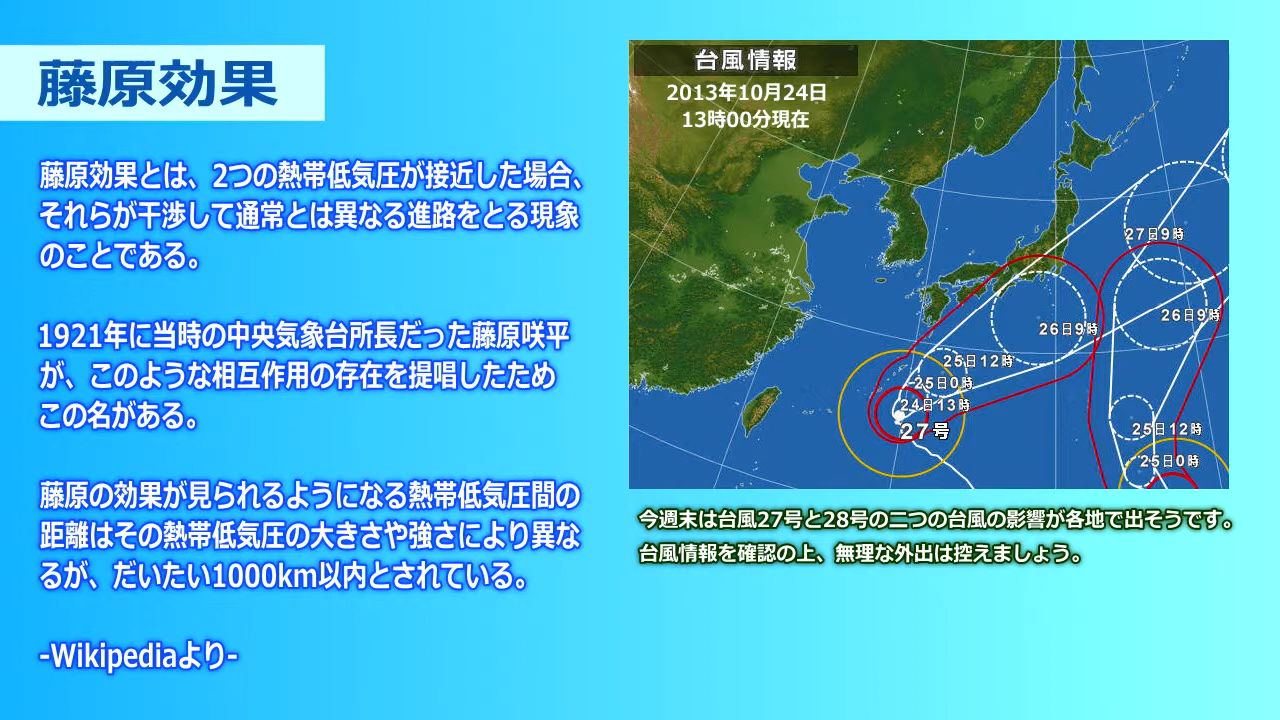 藤原効果
藤原効果とは、2つの熱帯低気圧が接近した場合、
それらが干渉して通常とは異なる進路をとる現象
のことである。
1921年に当時の中央気象台所長だった藤原咲平
が、このような相互作用の存在を提唱したため
この名がある。
藤原の効果が見られるようになる熱帯低気圧間の
距離はその熱帯低気圧の大きさや強さにより異な
るが、だいたい1000km以内とされている。
-Wikipediaより-
台風情報
2013年10月24日
13時00分現在
27日9時
26日9時
26日9時
25日12時
25日0時
24日13時
27号
25日12時
25日0時
今週末は台風27号と28号の二つの台風の影響が各地で出そうです。
台風情報を確認の上、無理な外出は控えましょう。